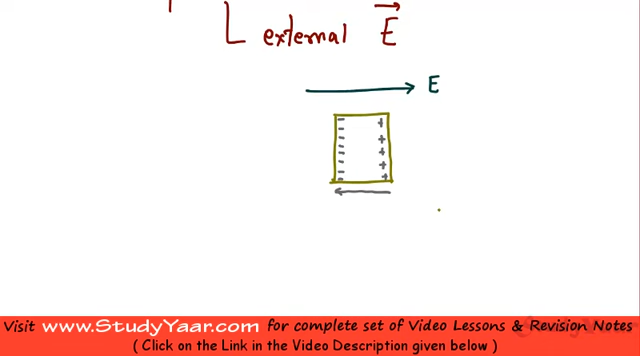 L external E
E
Visit www.StudyYaar.com for complete set of Video Lessons & Revision Notes
( Click on the Link in the Video Description given below )